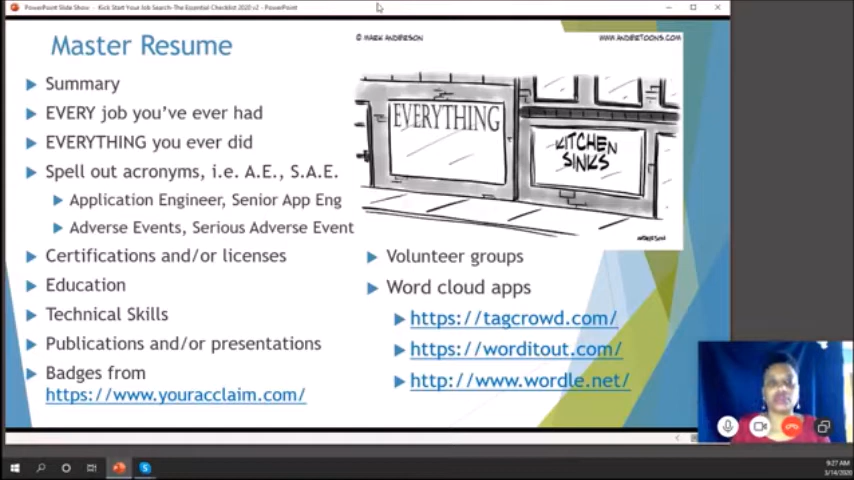 PowerPoint Slide Show - Kick Start Your Job Search-The Essential Checklist 2020 v2 - PowerPoint
Master Resume
© MARK ANDERSON
WWW.ANDERTOONS.COM
Summary
EVERY job you've ever had
EVERYTHING you ever did
Spell out acronyms, i.e. A.E., S.A.E.
Application Engineer, Senior App Eng
Adverse Events, Serious Adverse Event
Certifications and/or licenses
Education
Technical Skills
Publications and/or presentations
Badges from
https://www.youracclaim.com/
EVERYTHING
KITCHEN
SINKS
ANDERSON
Volunteer groups
Word cloud apps
https://tagcrowd.com/
https://worditout.com/
http://www.wordle.net/
9:27 AM
3/14/2020